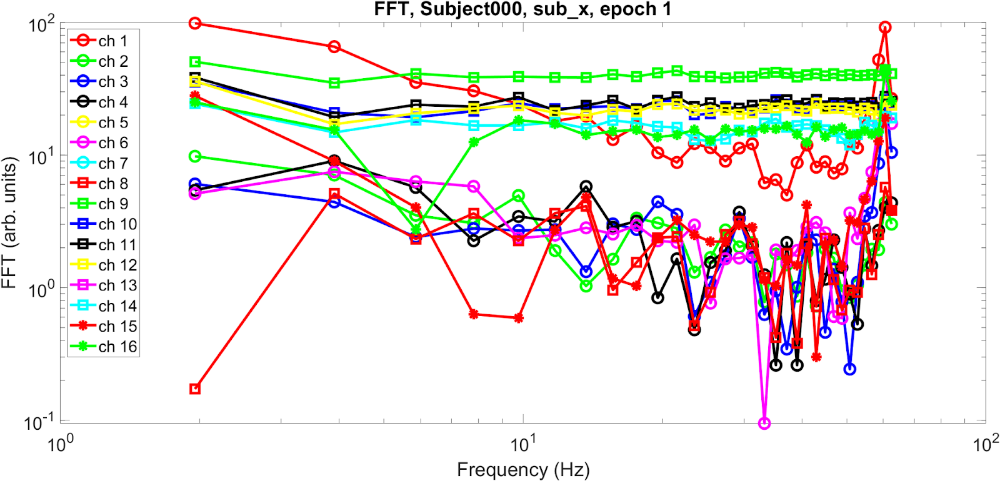 FFT, Subject000, sub_x, epoch 1
10^2
10^1
10^0
10^-1
FFT (arb. units)
ch 1
ch 2
ch 3
ch 4
ch 5
ch 6
ch 7
ch 8
ch 9
ch 10
ch 11
ch 12
ch 13
ch 14
ch 15
ch 16
10^0
10^1
10^2
Frequency (Hz)